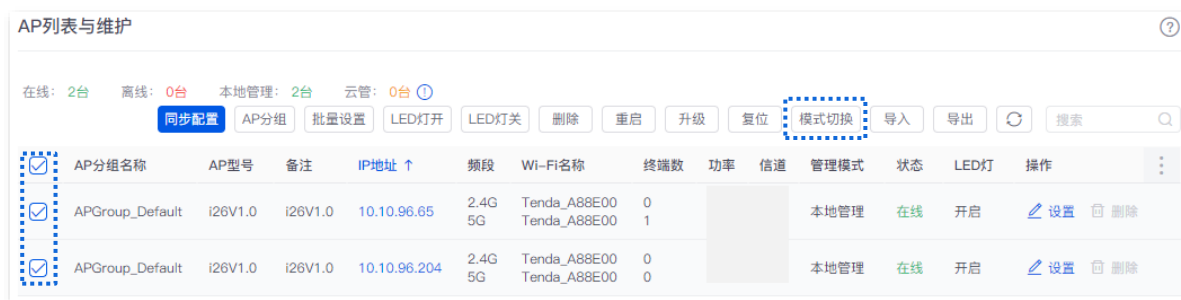 AP列表与维护
在线： 2台 离线： 0台 本地管理： 2台 云管： 0台
同步配置 AP分组 批量设置 LED灯开 LED灯关 删除 重启 升级 复位 模式切换 导入 导出 搜索
AP分组名称 AP型号 备注 IP地址 ↑ 频段 Wi-Fi名称 终端数 功率 信道 管理模式 状态 LED灯 操作
2.4G Tenda_A88E00 0
APGroup_Default i26V1.0 i26V1.0 10.10.96.65 本地管理 在线 开启 设置 删除
5G Tenda_A88E00 1
2.4G Tenda_A88E00 0
APGroup_Default i26V1.0 i26V1.0 10.10.96.204 本地管理 在线 开启 设置 删除
5G Tenda_A88E00 0